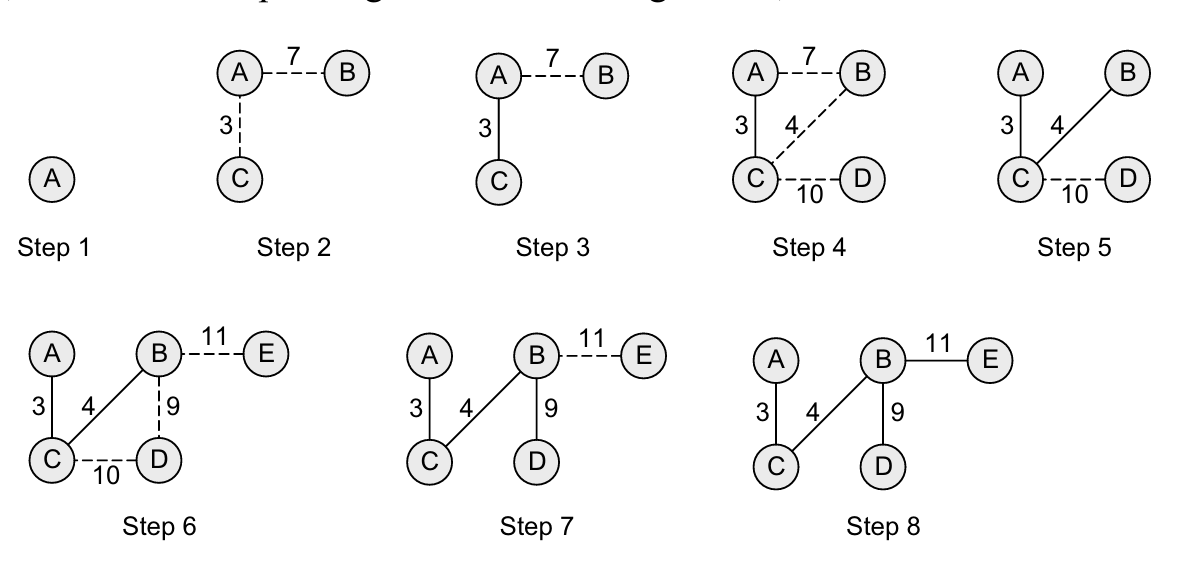 7 7 7
A B A B A B A B
3 3 3 4 3 4
A C C C D C D
10 10
Step 1 Step 2 Step 3 Step 4 Step 5
11 11 11
A B E A B E A B E
3 4 9 3 4 9 3 4 9
C D C D C D
10
Step 6 Step 7 Step 8